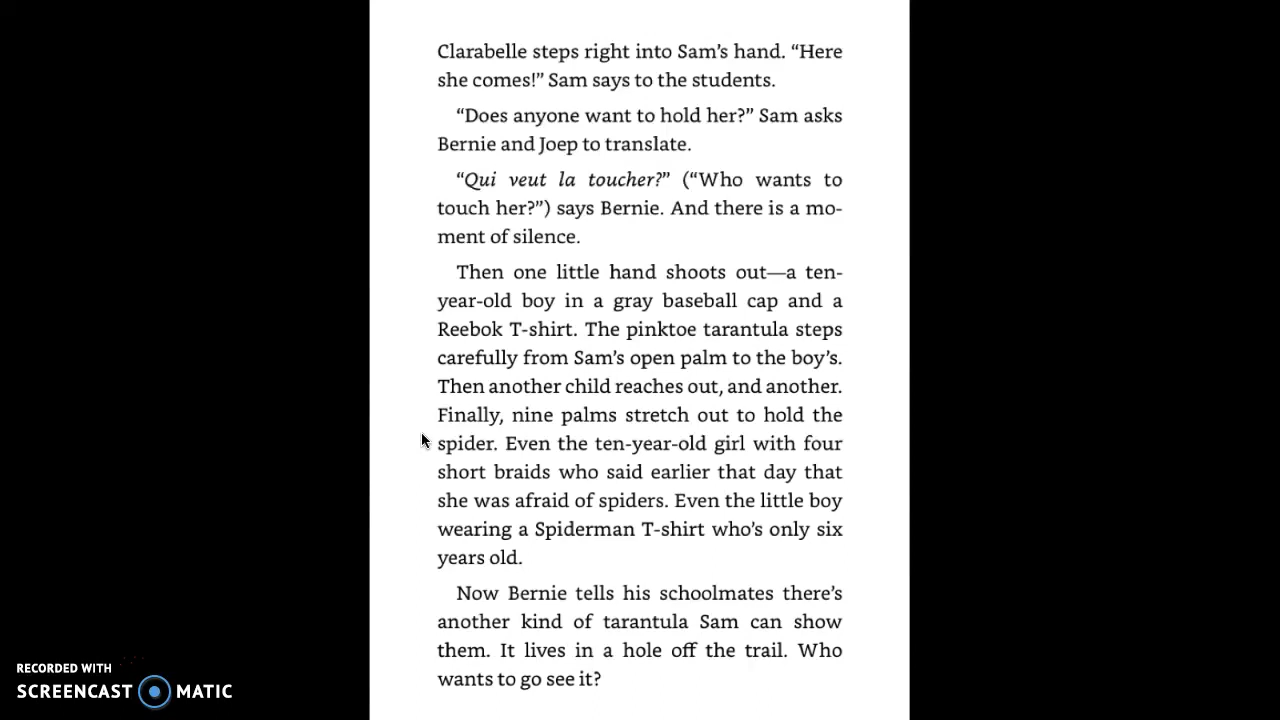 Clarabelle steps right into Sam’s hand. “Here
she comes!” Sam says to the students.
“Does anyone want to hold her?” Sam asks
Bernie and Joep to translate.
“Qui veut la toucher?” (“Who wants to
touch her?”) says Bernie. And there is a mo-
ment of silence.
Then one little hand shoots out—a ten-
year-old boy in a gray baseball cap and a
Reebok T-shirt. The pinktoe tarantula steps
carefully from Sam’s open palm to the boy’s.
Then another child reaches out, and another.
Finally, nine palms stretch out to hold the
spider. Even the ten-year-old girl with four
short braids who said earlier that day that
she was afraid of spiders. Even the little boy
wearing a Spiderman T-shirt who’s only six
years old.
Now Bernie tells his schoolmates there’s
another kind of tarantula Sam can show
them. It lives in a hole off the trail. Who
wants to go see it?
RECORDED WITH
SCREENCAST MATIC